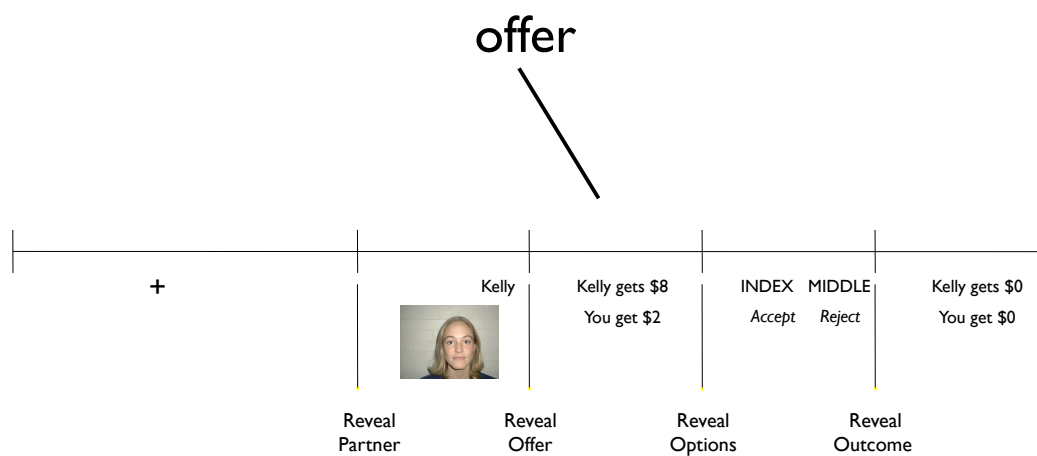 offer
+
Kelly
Kelly gets $8
You get $2
INDEX MIDDLE
Accept Reject
Kelly gets $0
You get $0
Reveal
Partner
Reveal
Offer
Reveal
Options
Reveal
Outcome